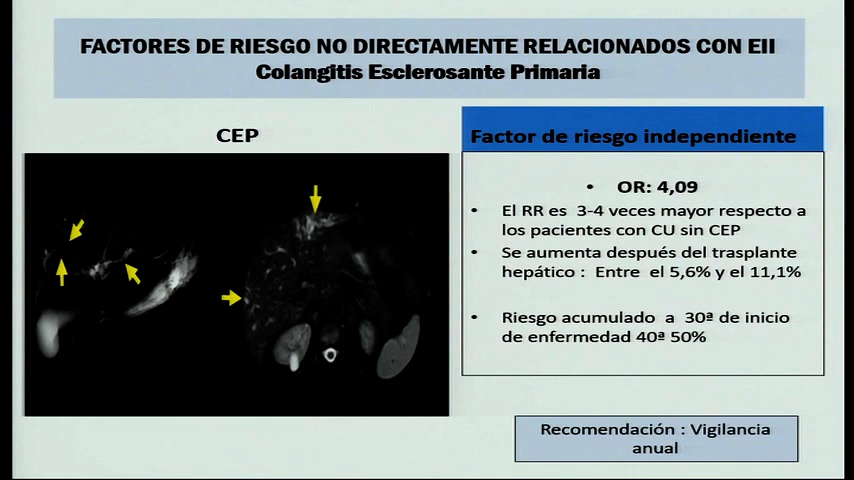 FACTORES DE RIESGO NO DIRECTAMENTE RELACIONADOS CON EII
Colangitis Esclerosante Primaria
CEP
Factor de riesgo independiente
• OR: 4,09
• El RR es 3-4 veces mayor respecto a
los pacientes con CU sin CEP
• Se aumenta después del trasplante
hepático : Entre el 5,6% y el 11,1%
• Riesgo acumulado a 30ª de inicio
de enfermedad 40ª 50%
Recomendación : Vigilancia
anual